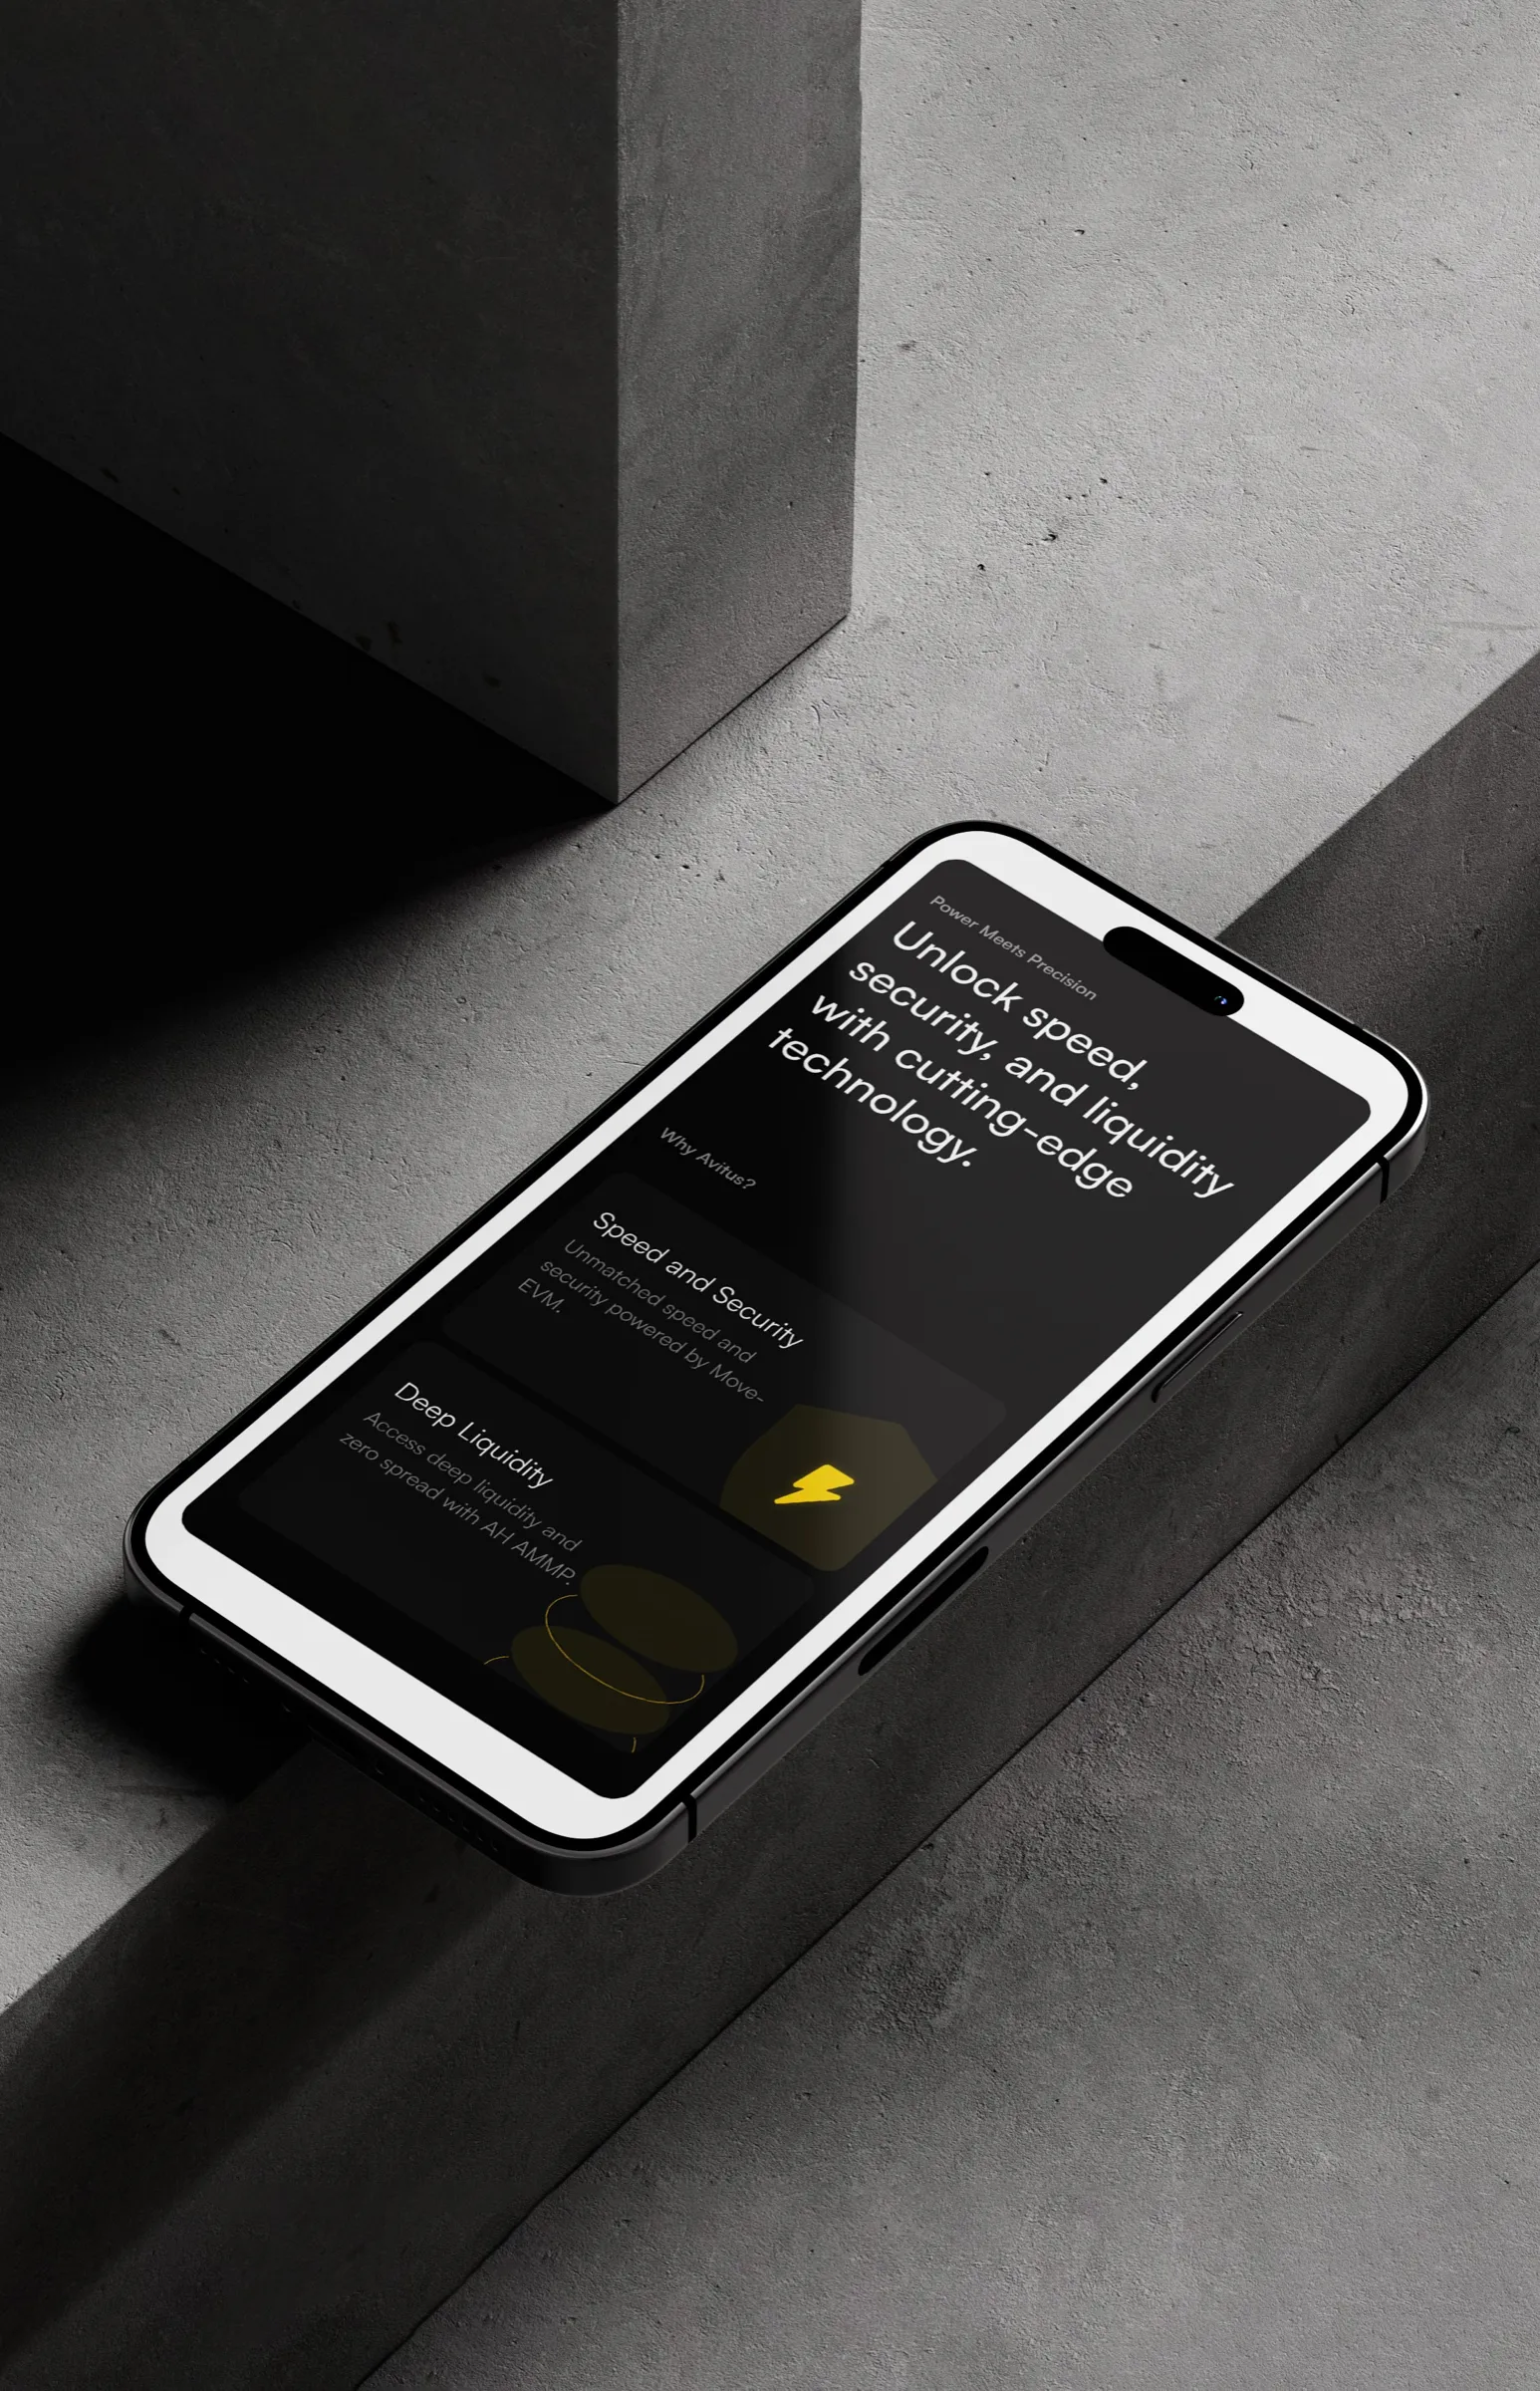 Power Meets Precision
Unlock speed,
security, and liquidity
with cutting-edge
technology.
Why Avitus?
Speed and Security
Unmatched speed and
security powered by Move-
EVM.
Deep Liquidity
Access deep liquidity and
zero spread with AH AMMP.